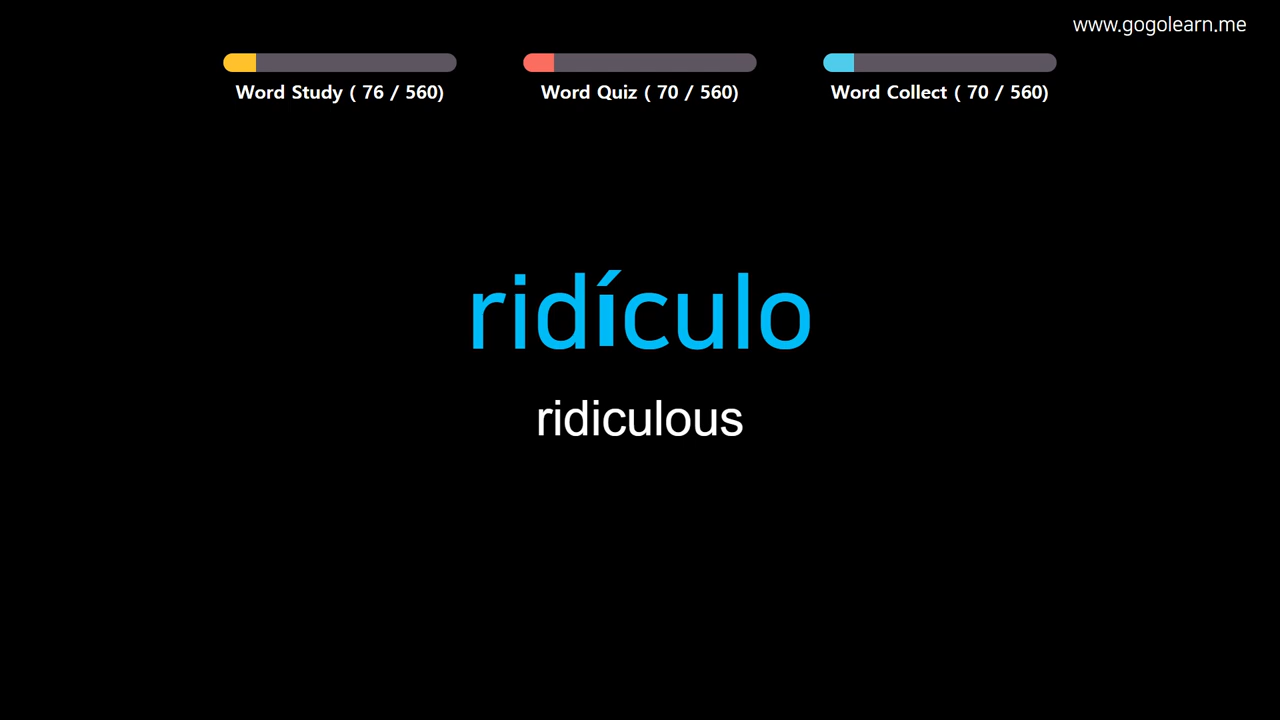 www.gogolearn.me
Word Study ( 76 / 560)
Word Quiz ( 70 / 560)
Word Collect ( 70 / 560)
ridículo
ridiculous